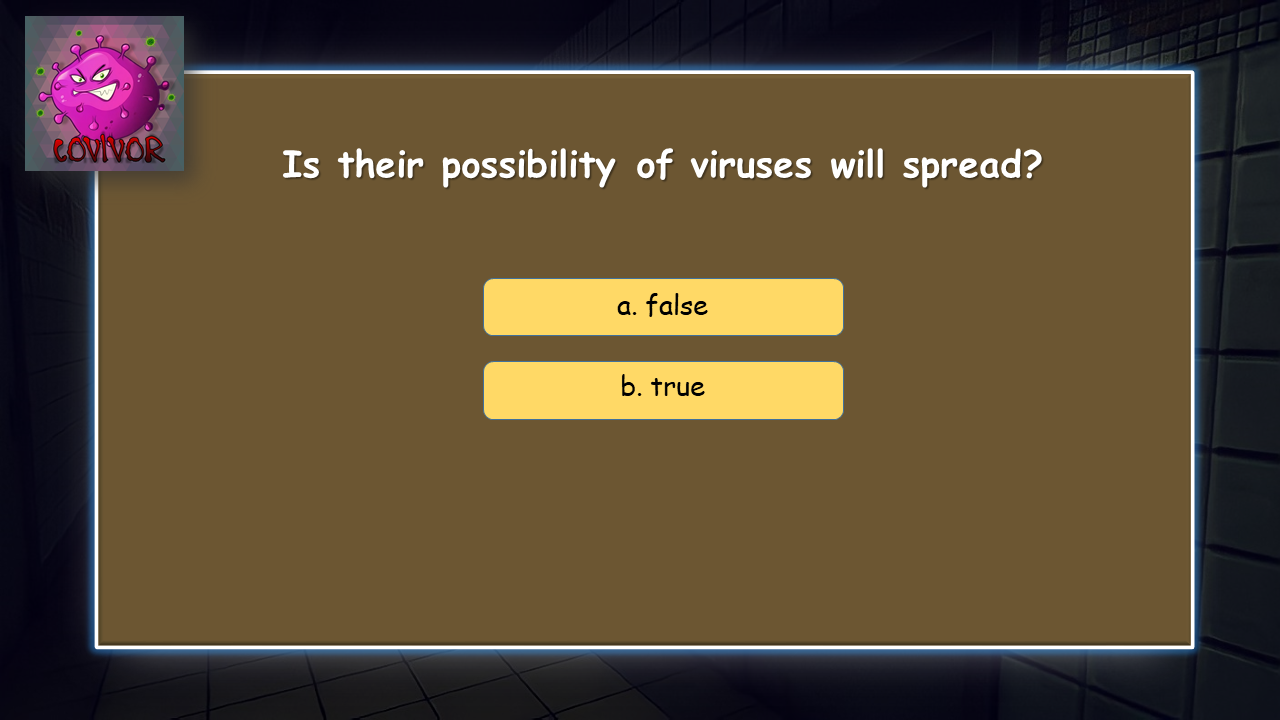 COVIVOR
Is their possibility of viruses will spread?
a. false
b. true